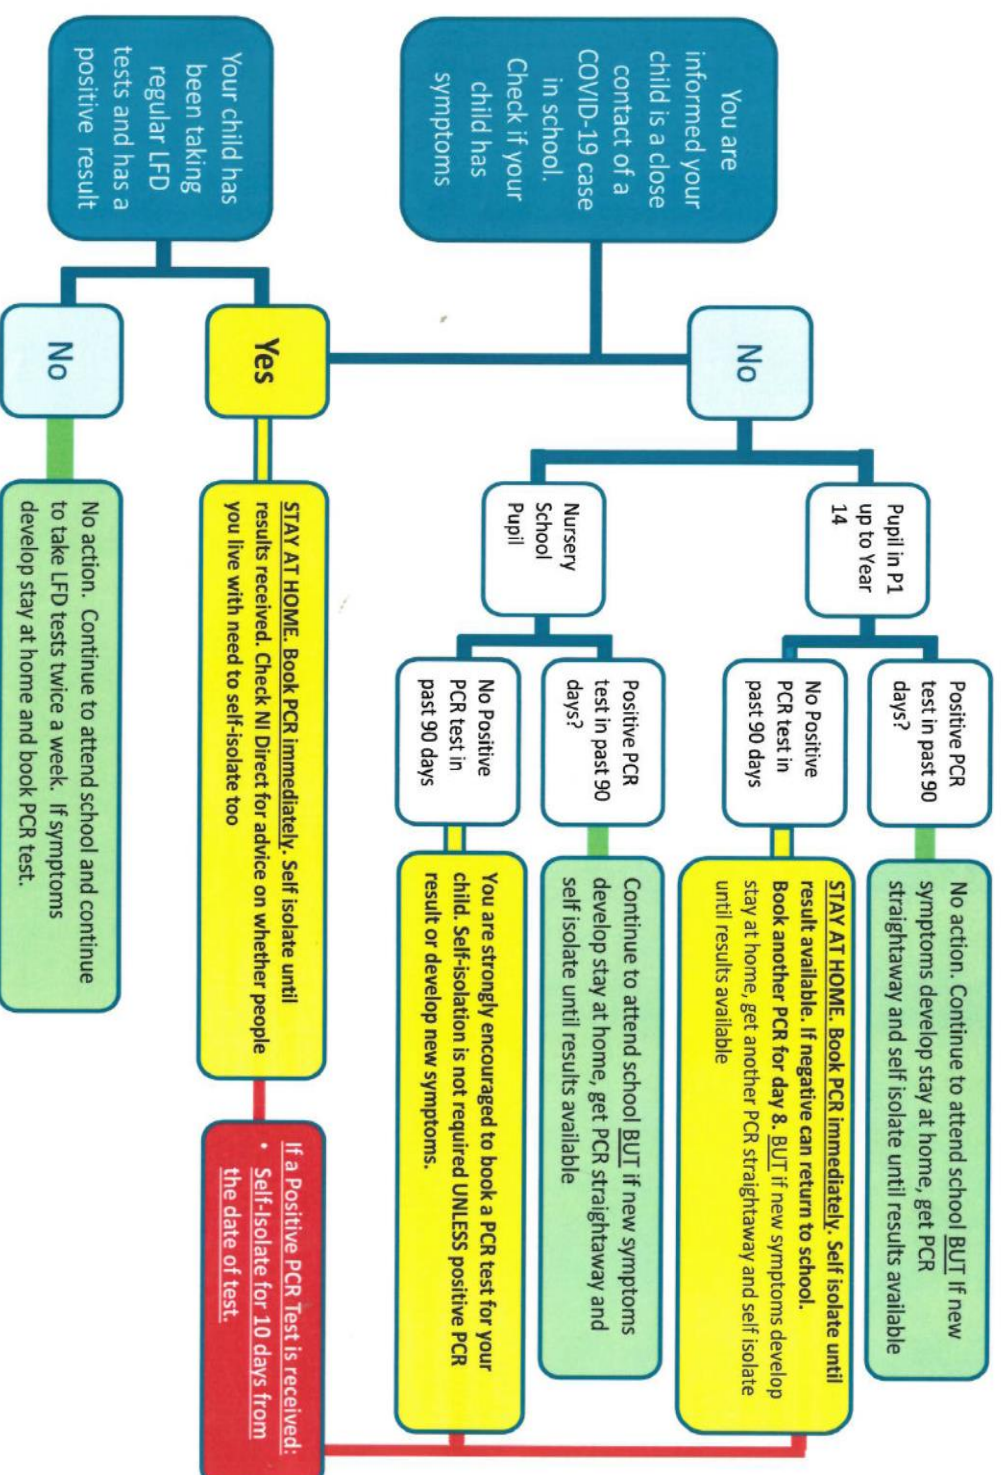 You are
informed your
child is a close
contact of a
COVID-19 case
in school.
Check if your
child has
symptoms
No
Pupil in P1
up to Year
14
Positive PCR
test in past 90
days?
No action. Continue to attend school BUT If new
symptoms develop stay at home, get PCR
straightaway and self isolate until results available
No Positive
PCR test in
past 90 days
STAY AT HOME. Book PCR immediately. Self isolate until
result available. If negative can return to school.
Book another PCR for day 8. BUT if new symptoms develop
stay at home, get another PCR straightaway and self isolate
until results available
Nursery
School
Pupil
Positive PCR
test in past 90
days?
Continue to attend school BUT if new symptoms
develop stay at home, get PCR straightaway and
self isolate until results available
No Positive
PCR test in
past 90 days
You are strongly encouraged to book a PCR test for your
child. Self-isolation is not required UNLESS positive PCR
result or develop new symptoms.
Your child has
been taking
regular LFD
tests and has a
positive result
Yes
STAY AT HOME. Book PCR immediately. Self isolate until
results received. Check NI Direct for advice on whether people
you live with need to self-isolate too
If a Positive PCR Test is received:
• Self-Isolate for 10 days from
the date of test.
No
No action. Continue to attend school and continue
to take LFD tests twice a week. If symptoms
develop stay at home and book PCR test.